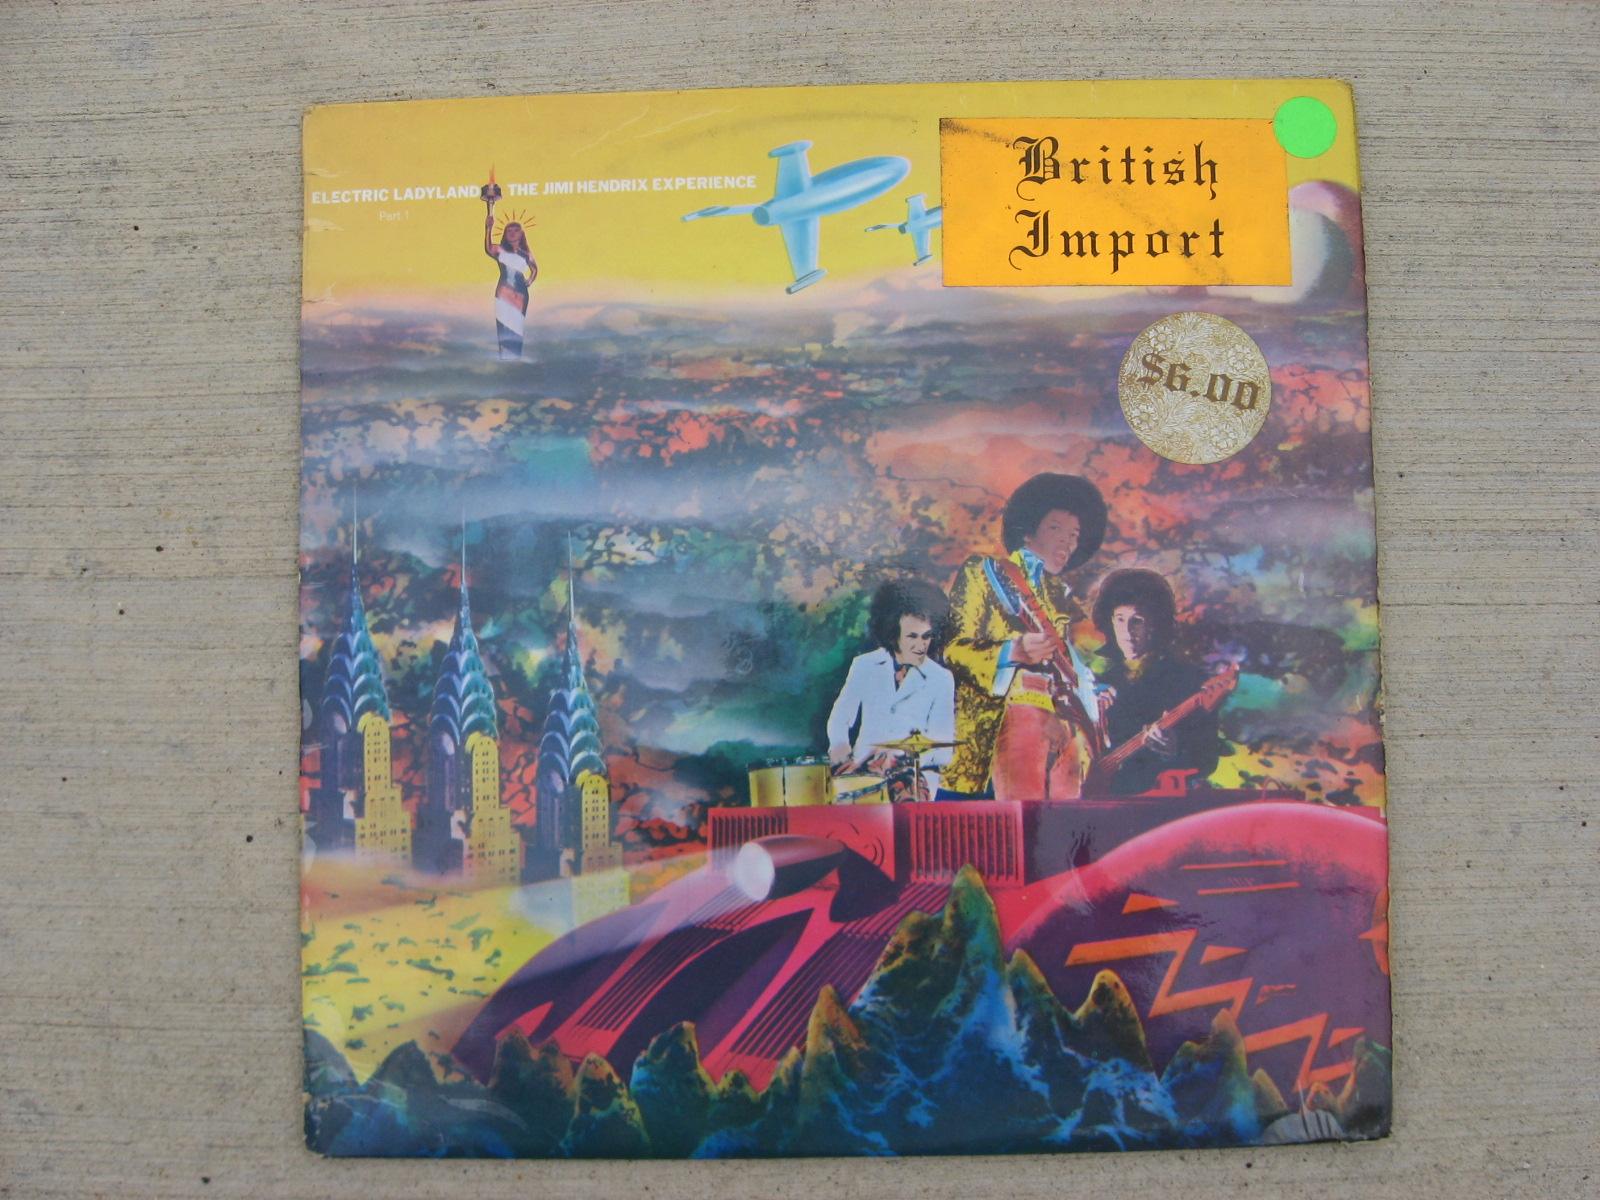 ELECTRIC LADYLAND THE JIMI HENDRIX EXPERIENCE
Part 1
British
Import
$6.00